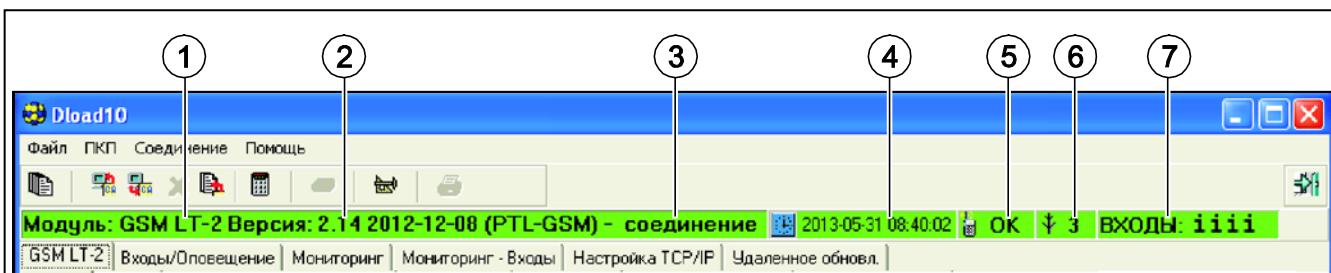 1 2 3 4 5 6 7
Dload10
Файл ПКП Соединение Помощь
Модуль: GSM LT-2 Версия: 2.14 2012-12-08 (PTL-GSM) - соединение 2013-05-31 08:40:02 OK 3 ВХОДЫ: iiii
GSM LT-2 Входы/Оповещение Мониторинг Мониторинг - Входы Настройка TCP/IP Удаленное обновл.